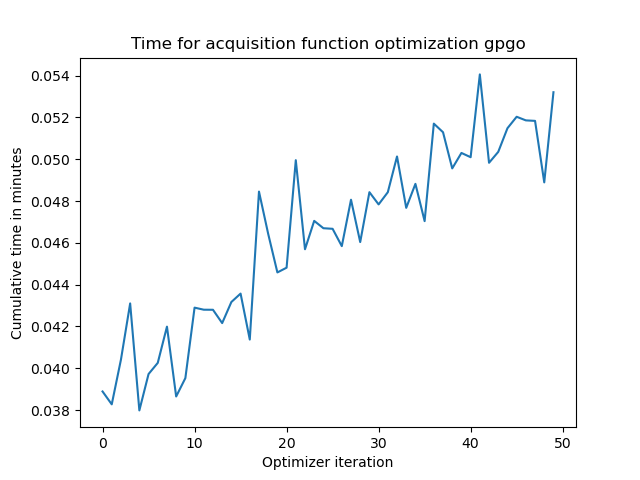 Time for acquisition function optimization gpgo
0.054
0.052
0.050
0.048
0.046
0.044
0.042
0.040
0.038
Cumulative time in minutes
0 10 20 30 40 50
Optimizer iteration